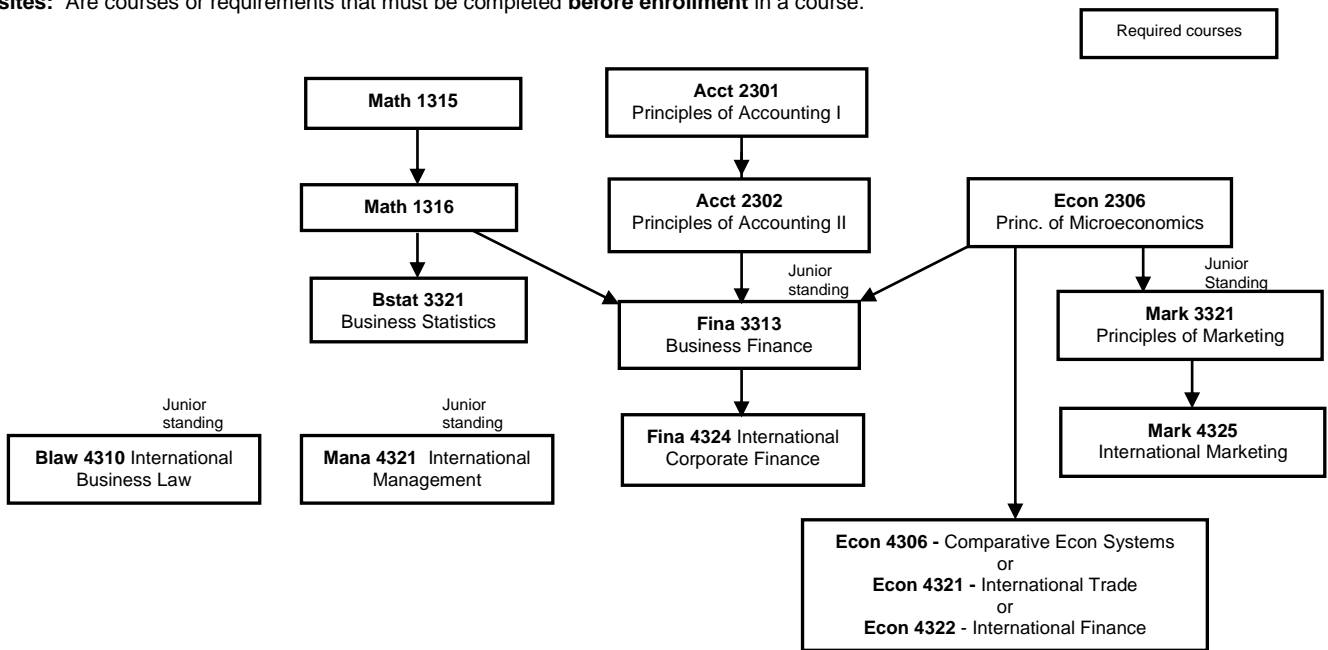 sites: Are courses or requirements that must be completed before enrollment in a course.
Required courses
Math 1315
Acct 2301
Principles of Accounting I
Math 1316
Acct 2302
Principles of Accounting II
Econ 2306
Princ. of Microeconomics
Junior
standing
Junior
Standing
Bstat 3321
Business Statistics
Fina 3313
Business Finance
Mark 3321
Principles of Marketing
Junior
standing
Junior
standing
Blaw 4310 International
Business Law
Mana 4321 International
Management
Fina 4324 International
Corporate Finance
Mark 4325
International Marketing
Econ 4306 - Comparative Econ Systems
or
Econ 4321 - International Trade
or
Econ 4322 - International Finance